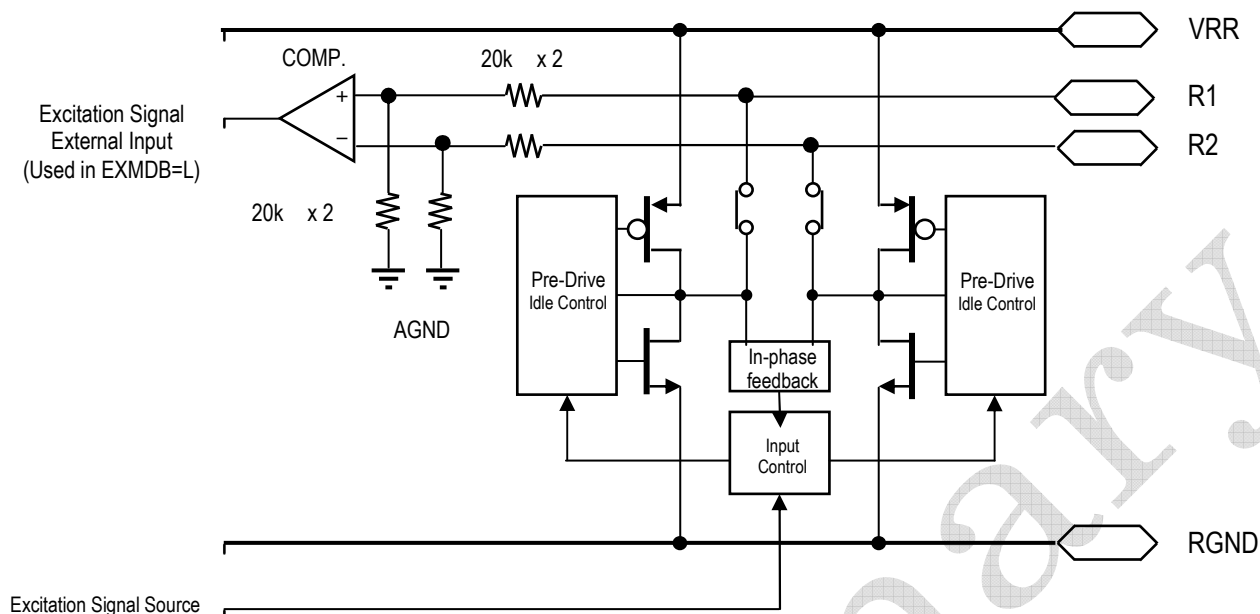 VRR
COMP.
20k x 2
R1
+
Excitation Signal
External Input
(Used in EXMDB=L)
−
R2
20k x 2
Pre-Drive
Idle Control
Pre-Drive
Idle Control
AGND
In-phase
feedback
Input
Control
RGND
Excitation Signal Source
nary